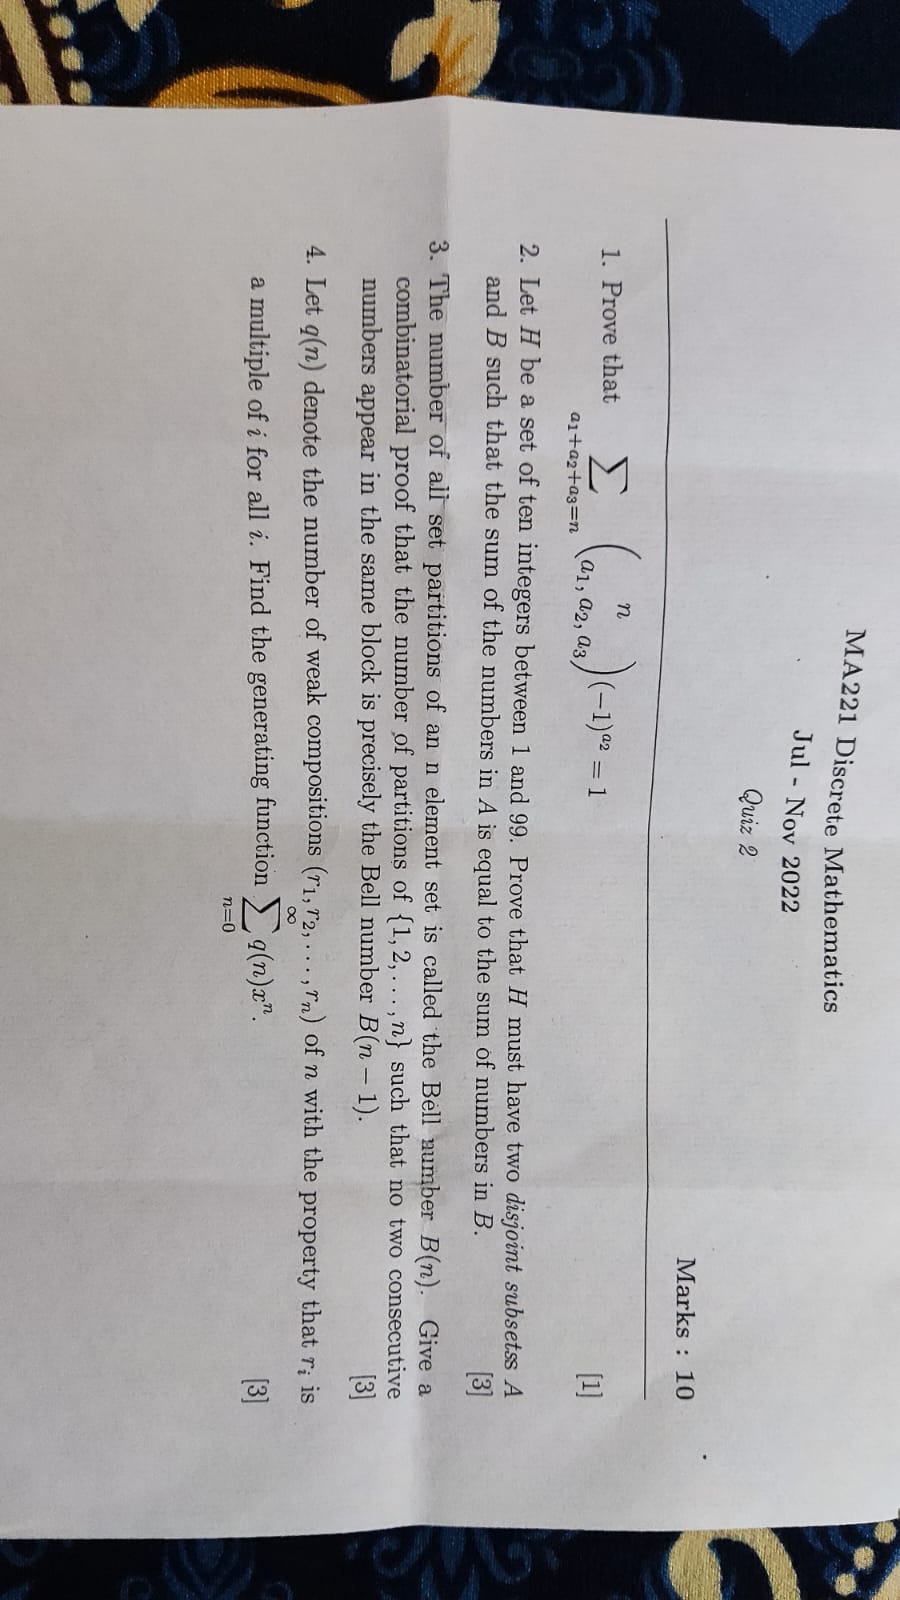 MA221 Discrete Mathematics
Jul - Nov 2022
Quiz 2
Marks : 10
1. Prove that \sum_{a_1+a_2+a_3=n} \binom{n}{a_1, a_2, a_3} (-1)^{a_2} = 1 [1]
2. Let H be a set of ten integers between 1 and 99. Prove that H must have two disjoint subsetss A
and B such that the sum of the numbers in A is equal to the sum of numbers in B. [3]
3. The number of all set partitions of an n element set is called the Bell number B(n). Give a
combinatorial proof that the number of partitions of {1, 2, · · · , n} such that no two consecutive
numbers appear in the same block is precisely the Bell number B(n − 1). [3]
4. Let q(n) denote the number of weak compositions (r_1, r_2, · · · , r_n) of n with the property that r_i is
a multiple of i for all i. Find the generating function \sum_{n=0}^{\infty} q(n)x^n. [3]